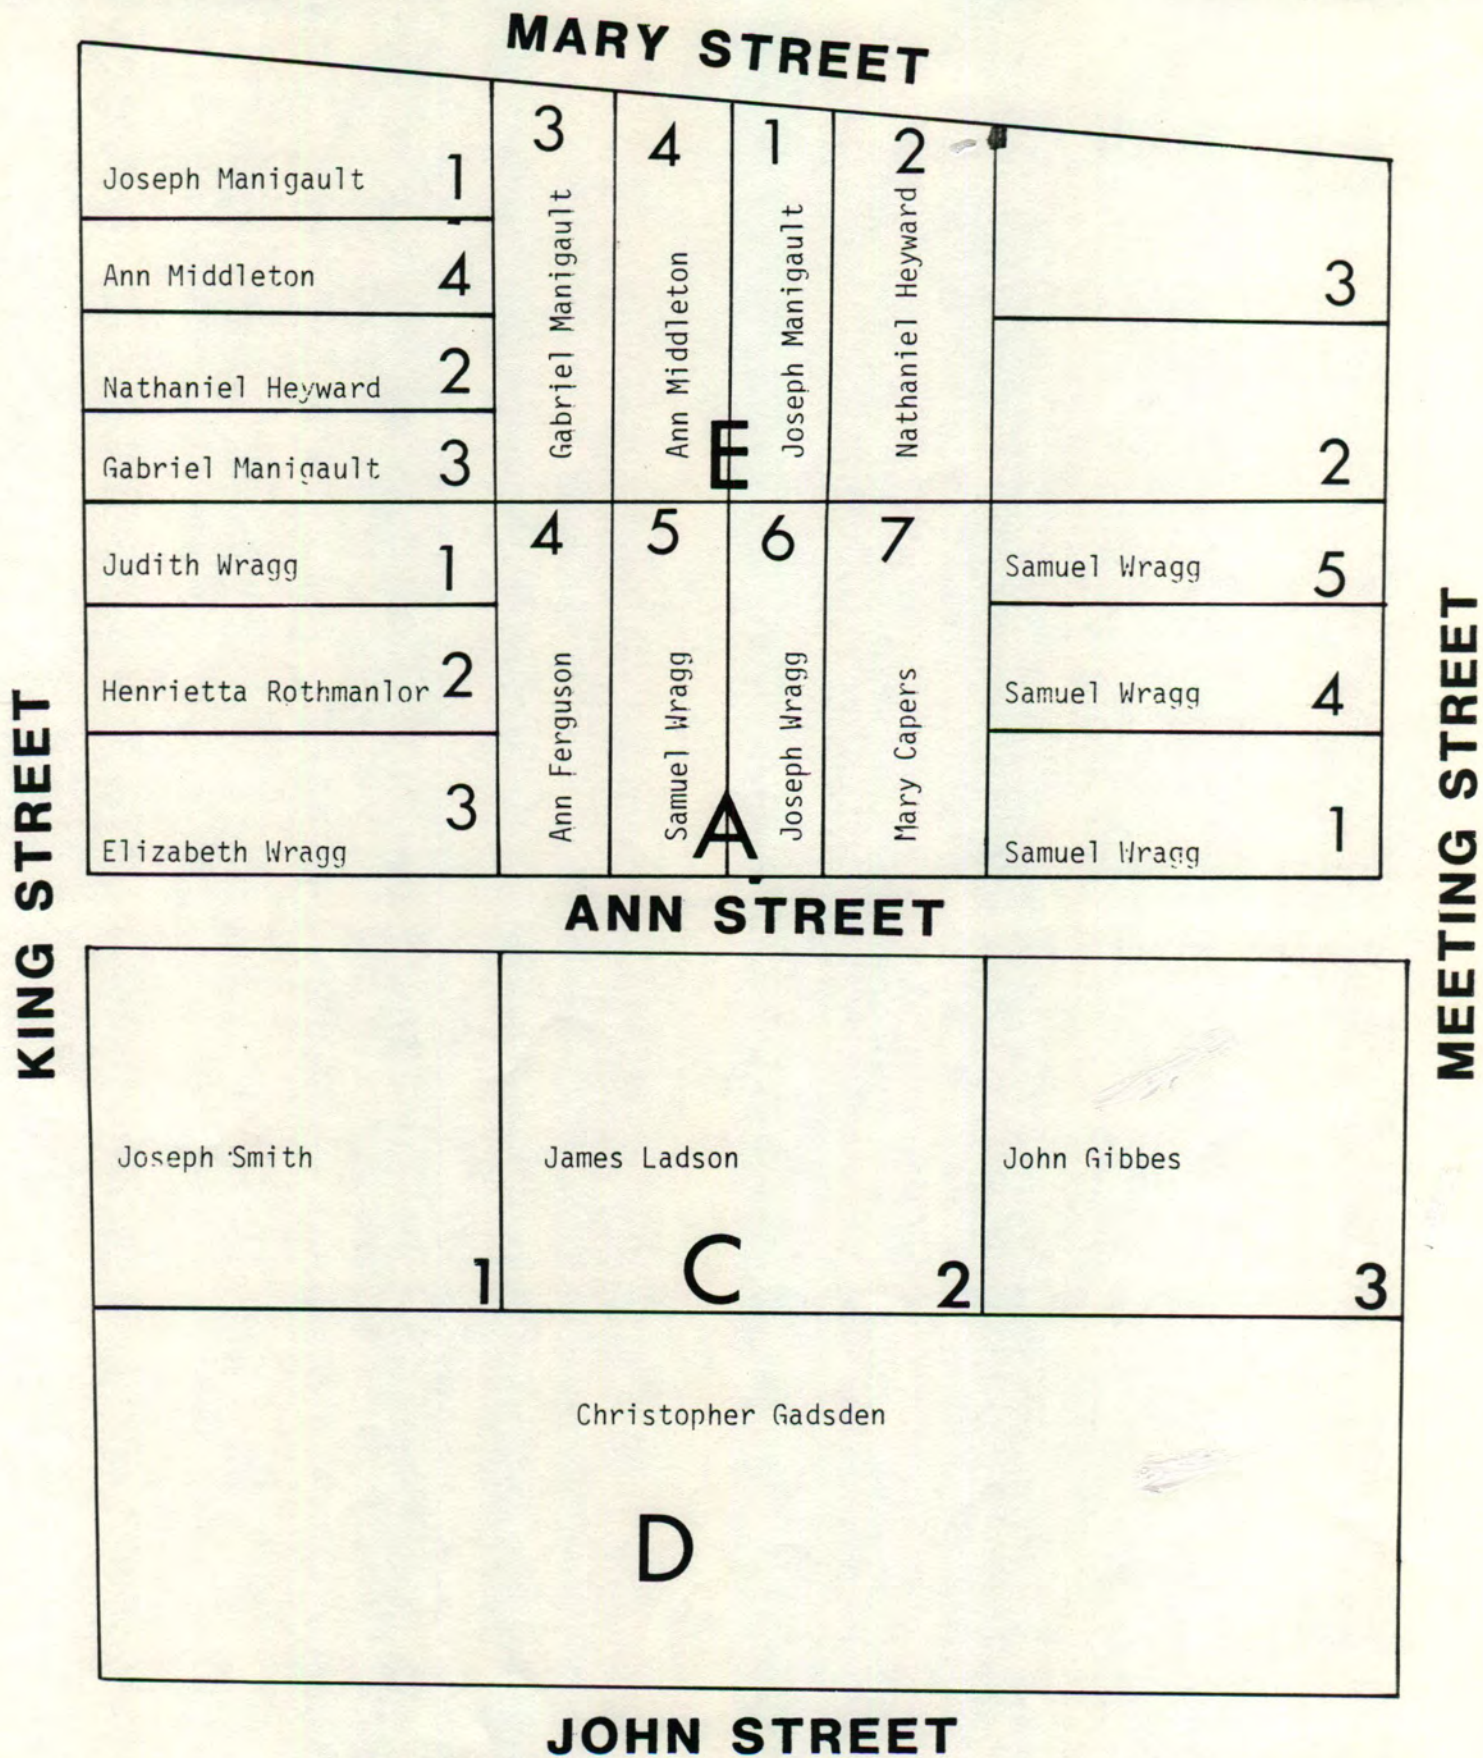 MARY STREET
Joseph Manigault 1
Ann Middleton 4
Nathaniel Heyward 2
Gabriel Manigault 3
3 Gabriel Manigault
4 Ann Middleton
1 Joseph Manigault
2 Nathaniel Heyward
E
3
2
Judith Wragg 1
Henrietta Rothmanlor 2
Elizabeth Wragg 3
4 Ann Ferguson
5 Samuel Wragg
6 Joseph Wragg
7 Mary Capers
A
Samuel Wragg 5
Samuel Wragg 4
Samuel Wragg 1
KING STREET
MEETING STREET
ANN STREET
Joseph Smith
1
James Ladson
C
2
John Gibbes
3
Christopher Gadsden
D
JOHN STREET